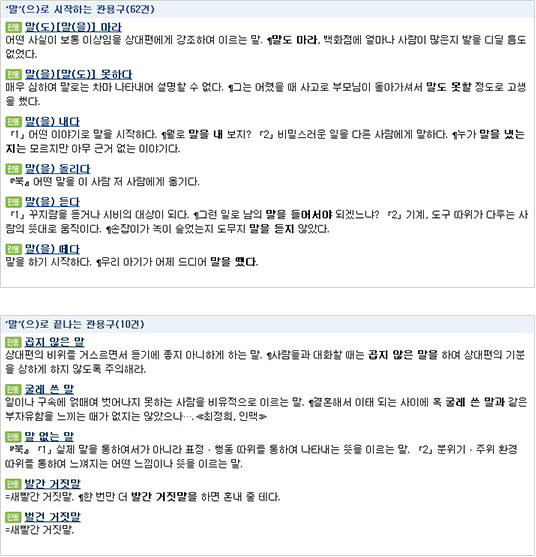 ‘말’(으)로 시작하는 관용구(62건)
관용 말(도)[말(을)] 마라
어떤 사실이 보통 이상임을 상대편에게 강조하여 이르는 말. ¶말도 마라, 백화점에 얼마나 사람이 많은지 발을 디딜 틈도
없었다.
관용 말(을)[말(도)] 못하다
매우 심하여 말로는 차마 나타내어 설명할 수 없다. ¶그는 어렸을 때 사고로 부모님이 돌아가셔서 말도 못할 정도로 고생
을 했다.
관용 말(을) 내다
「1」어떤 이야기로 말을 시작하다. ¶뭘로 말을 내 보지? 「2」비밀스러운 일을 다른 사람에게 말하다. ¶누가 말을 냈는
지는 모르지만 아무 근거 없는 이야기다.
관용 말(을) 돌리다
『북』어떤 말을 이 사람 저 사람에게 옮기다.
관용 말(을) 듣다
「1」꾸지람을 듣거나 시비의 대상이 되다. ¶그런 일로 남의 말을 들어서야 되겠느냐? 「2」기계, 도구 따위가 다루는 사
람의 뜻대로 움직이다. ¶손잡이가 녹이 슬었는지 도무지 말을 듣지 않았다.
관용 말(을) 떼다
말을 하기 시작하다. ¶우리 아기가 어제 드디어 말을 뗐다.
‘말’(으)로 끝나는 관용구(10건)
관용 곱지 않은 말
상대편의 비위를 거스르면서 듣기에 좋지 아니하게 하는 말. ¶사람들과 대화할 때는 곱지 않은 말을 하여 상대편의 기분
을 상하게 하지 않도록 주의해라.
관용 굴레 쓴 말
일이나 구속에 얽매여 벗어나지 못하는 사람을 비유적으로 이르는 말. ¶결혼해서 이태 되는 사이에 혹 굴레 쓴 말과 같은
부자유함을 느끼는 때가 없지는 않았으나….≪최정희, 인맥≫
관용 말 없는 말
『북』「1」실제 말을 통하여서가 아니라 표정·행동 따위를 통하여 나타내는 뜻을 이르는 말. 「2」분위기·주위 환경
따위를 통하여 느껴지는 어떤 느낌이나 뜻을 이르는 말.
관용 빨간 거짓말
=새빨간 거짓말. ¶한 번만 더 빨간 거짓말을 하면 혼내 줄 테다.
관용 뻘건 거짓말
=새빨간 거짓말.